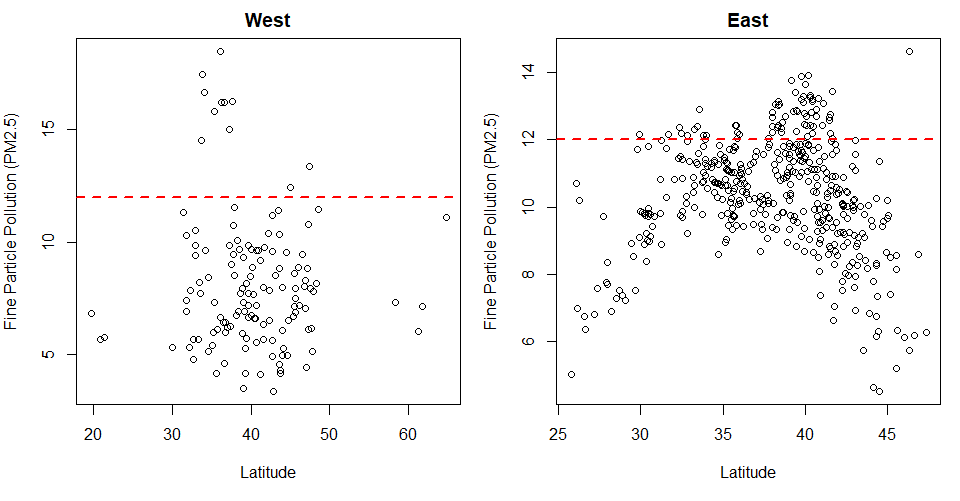 West
Fine Particle Pollution (PM2.5)
15
10
5
20 30 40 50 60
Latitude
East
Fine Particle Pollution (PM2.5)
14
12
10
8
6
25 30 35 40 45
Latitude